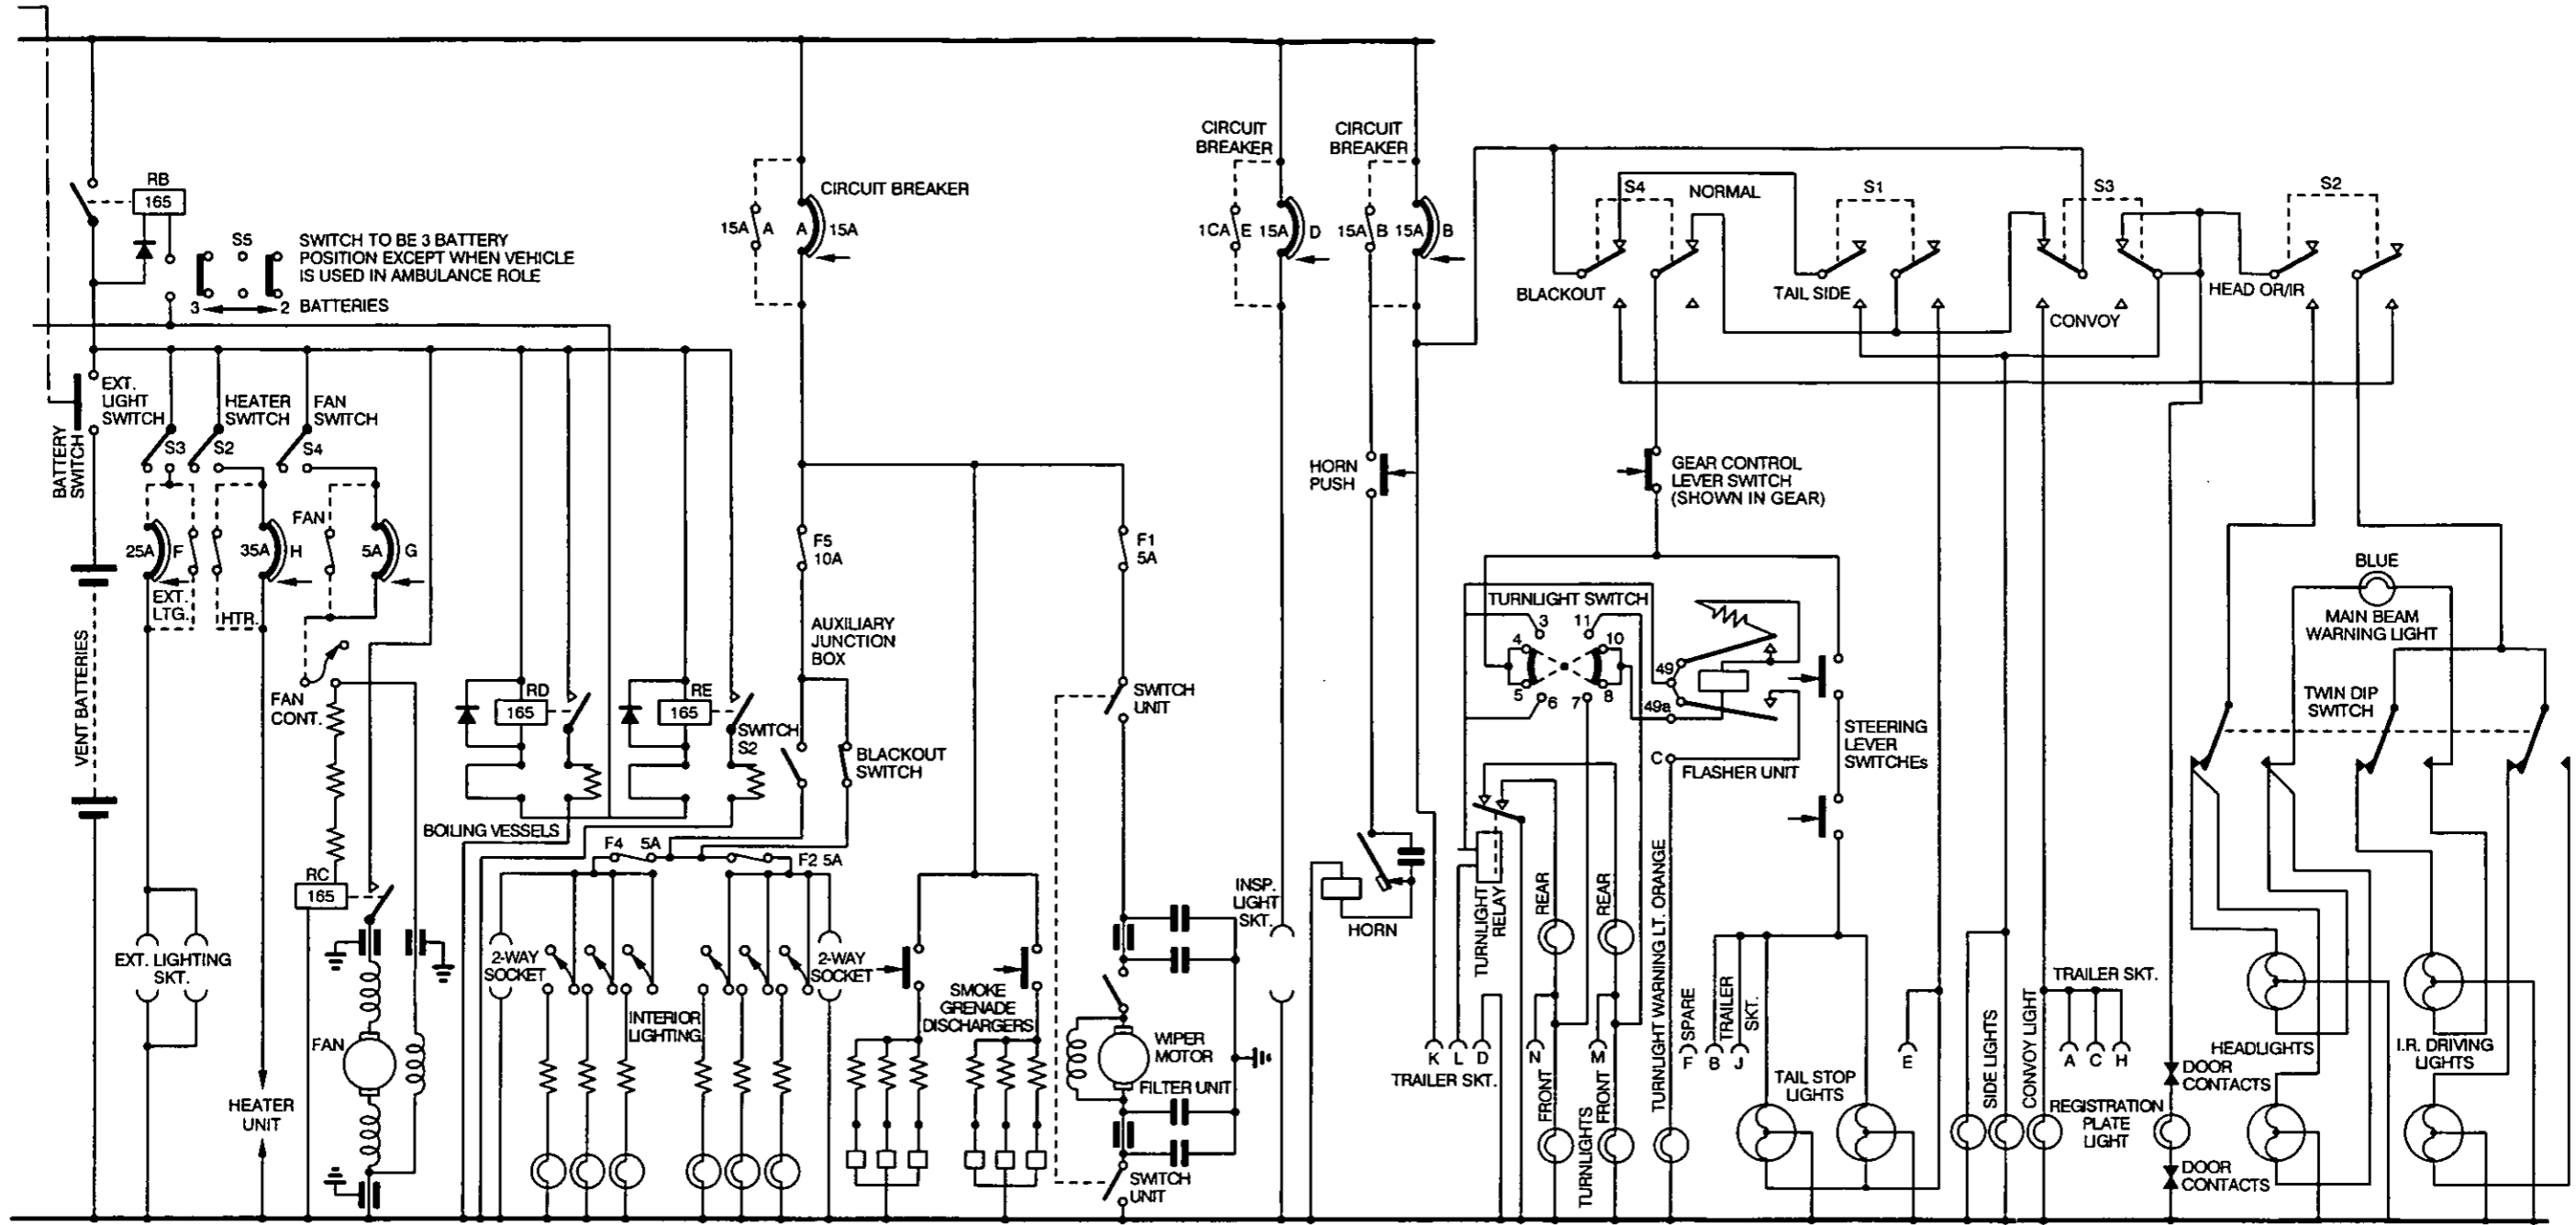 RB
165
S5
SWITCH TO BE 3 BATTERY
POSITION EXCEPT WHEN VEHICLE
IS USED IN AMBULANCE ROLE
3
2 BATTERIES
EXT.
LIGHT
SWITCH
BATTERY
SWITCH
HEATER
SWITCH
FAN
SWITCH
S3
S2
S4
25A
F
35A
H
FAN
5A
G
EXT.
LTG.
HTR.
VENT BATTERIES
FAN
CONT.
RC
165
EXT. LIGHTING
SKT.
HEATER
UNIT
FAN
15A
A
A
15A
CIRCUIT BREAKER
F5
10A
F1
5A
AUXILIARY
JUNCTION
BOX
RD
165
RE
165
SWITCH
S2
BLACKOUT
SWITCH
BOILING VESSELS
F4
5A
F2 5A
2-WAY
SOCKET
2-WAY
SOCKET
INTERIOR
LIGHTING
SMOKE
GRENADE
DISCHARGERS
SWITCH
UNIT
WIPER
MOTOR
FILTER UNIT
SWITCH
UNIT
CIRCUIT
BREAKER
1CA
E
15A
D
INSP.
LIGHT
SKT.
CIRCUIT
BREAKER
15A
B
15A
B
HORN
PUSH
HORN
S4
NORMAL
S1
S3
S2
BLACKOUT
TAIL SIDE
CONVOY
HEAD OR/IR
GEAR CONTROL
LEVER SWITCH
(SHOWN IN GEAR)
TURNLIGHT SWITCH
3
11
4
10
5
6
7
8
49
49a
C
FLASHER UNIT
STEERING
LEVER
SWITCHEs
TURNLIGHT
RELAY
REAR
REAR
TURNLIGHT WARNING LT. ORANGE
K
L
D
TRAILER SKT.
N
M
FRONT
FRONT
TURNLIGHTS
SPARE
TRAILER
SKT.
F
B
J
TAIL STOP
LIGHTS
E
SIDE LIGHTS
CONVOY LIGHT
TRAILER SKT.
A
C
H
REGISTRATION
PLATE
LIGHT
DOOR
CONTACTS
DOOR
CONTACTS
BLUE
MAIN BEAM
WARNING LIGHT
TWIN DIP
SWITCH
HEADLIGHTS
I.R. DRIVING
LIGHTS